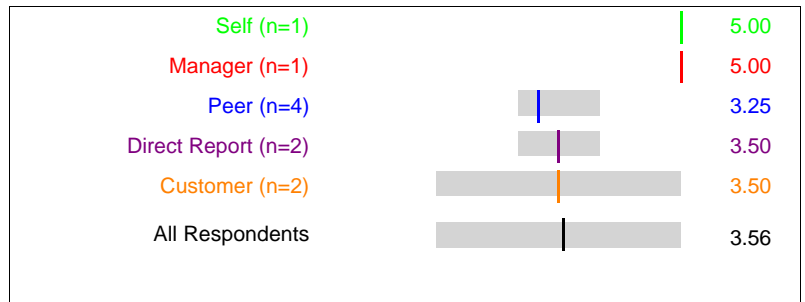 Self (n=1) 5.00
Manager (n=1) 5.00
Peer (n=4) 3.25
Direct Report (n=2) 3.50
Customer (n=2) 3.50
All Respondents 3.56